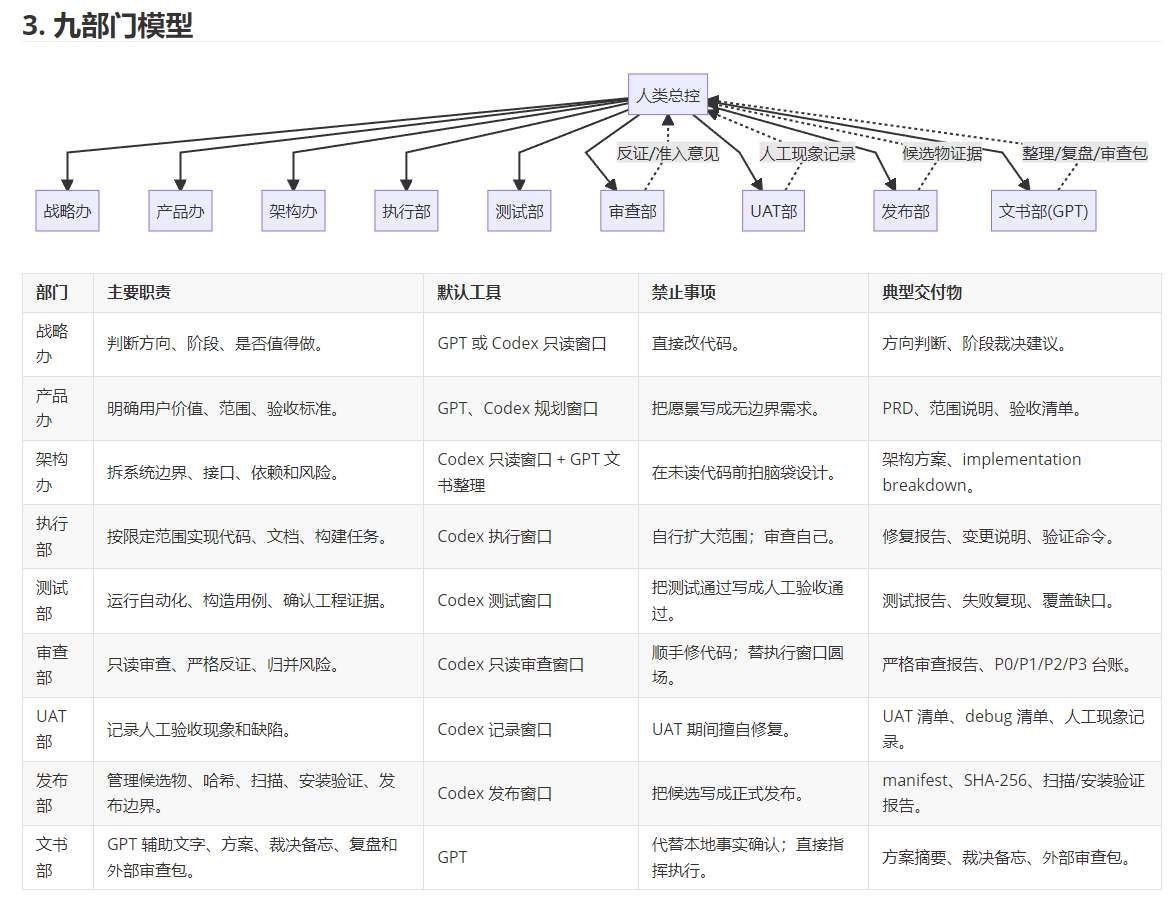 3. 九部门模型
人类总控
反证/准入意见
人工现象记录
候选物证据
整理/复盘/审查包
战略办
产品办
架构办
执行部
测试部
审查部
UAT部
发布部
文书部(GPT)
部门 主要职责 默认工具 禁止事项 典型交付物
战略
办
判断方向、阶段、是否值得做。
GPT 或 Codex 只读窗口
直接改代码。
方向判断、阶段裁决建议。
产品
办
明确用户价值、范围、验收标准。
GPT、Codex 规划窗口
把愿景写成无边界需求。
PRD、范围说明、验收清单。
架构
办
拆系统边界、接口、依赖和风险。
Codex 只读窗口 + GPT 文
书整理
在未读代码前拍脑袋设计。
架构方案、implementation
breakdown。
执行
部
按限定范围实现代码、文档、构建任务。
Codex 执行窗口
自行扩大范围；审查自己。
修复报告、变更说明、验证命令。
测试
部
运行自动化、构造用例、确认工程证据。
Codex 测试窗口
把测试通过写成人工验收通
过。
测试报告、失败复现、覆盖缺口。
审查
部
只读审查、严格反证、归并风险。
Codex 只读审查窗口
顺手修代码；替执行窗口圆
场。
严格审查报告、P0/P1/P2/P3 台账。
UAT
部
记录人工验收现象和缺陷。
Codex 记录窗口
UAT 期间擅自修复。
UAT 清单、debug 清单、人工现象记
录。
发布
部
管理候选物、哈希、扫描、安装验证、发
布边界。
Codex 发布窗口
把候选写成正式发布。
manifest、SHA-256、扫描/安装验证
报告。
文书
部
GPT 辅助文字、方案、裁决备忘、复盘和
外部审查包。
GPT
代替本地事实确认；直接指
挥执行。
方案摘要、裁决备忘、外部审查包。